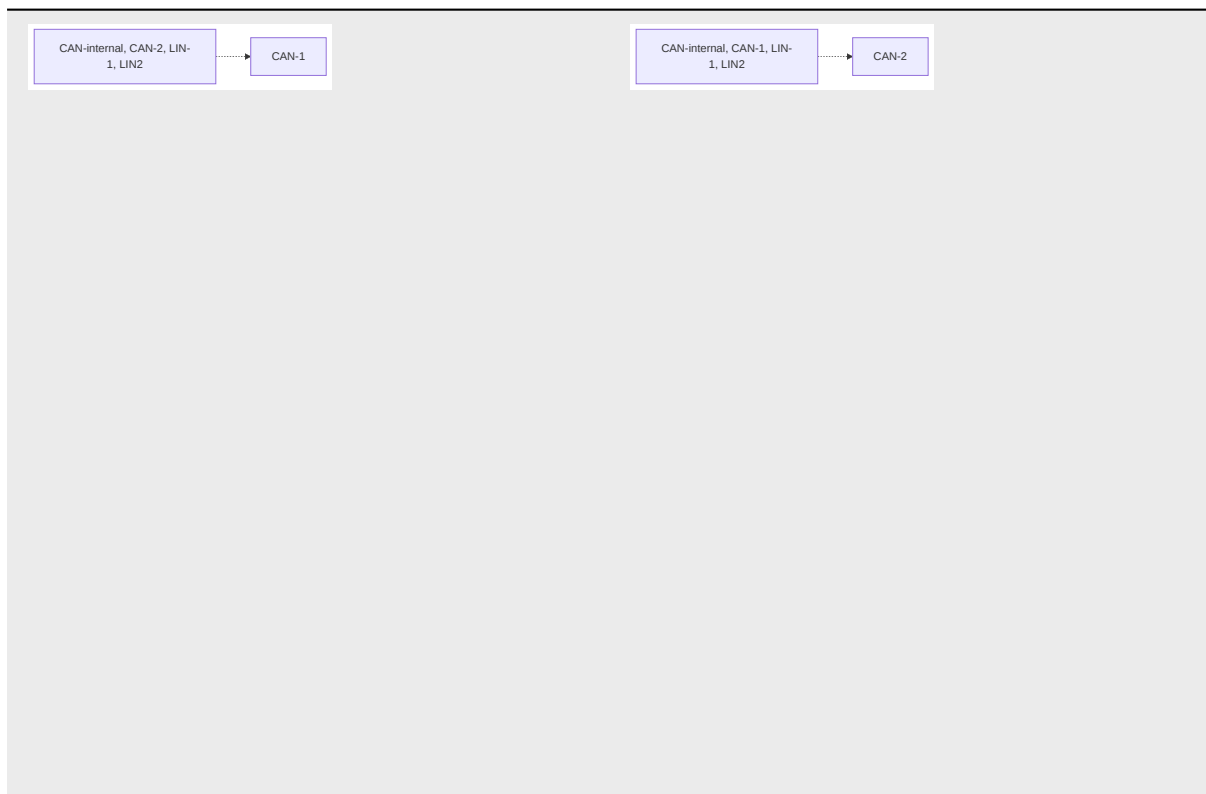 CAN-internal, CAN-2, LIN-
1, LIN2
CAN-1
CAN-internal, CAN-1, LIN-
1, LIN2
CAN-2